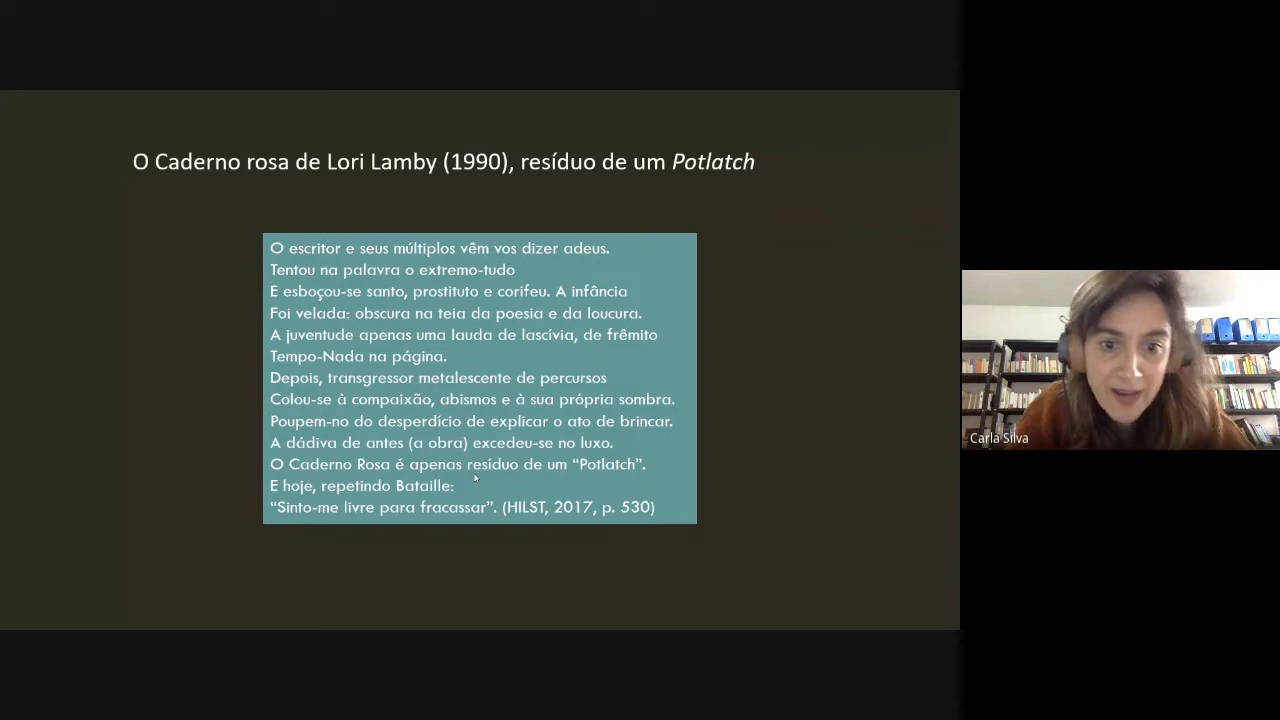 O Caderno rosa de Lori Lamby (1990), resíduo de um Potlatch
O escritor e seus múltiplos vêm vos dizer adeus.
Tentou na palavra o extremo-tudo
E esboçou-se santo, prostituto e corifeu. A infância
Foi velada: obscura na teia da poesia e da loucura.
A juventude apenas uma lauda de lascívia, de frêmito
Tempo-Nada na página.
Depois, transgressor metalescente de percursos
Colou-se à compaixão, abismos e à sua própria sombra.
Poupem-no do desperdício de explicar o ato de brincar.
A dádiva de antes (a obra) excedeu-se no luxo.
O Caderno Rosa é apenas resíduo de um “Potlatch”.
E hoje, repetindo Bataille:
“Sinto-me livre para fracassar”. (HILST, 2017, p. 530)
Carla Silva